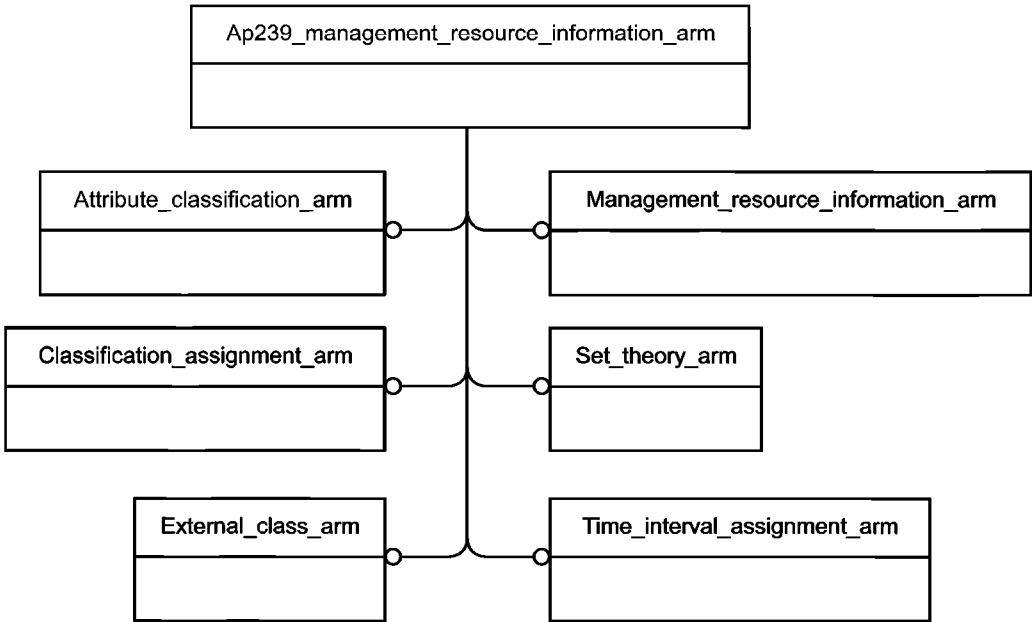 Ap239_management_resource_information_arm
Attribute_classification_arm
Management_resource_information_arm
Classification_assignment_arm
Set_theory_arm
External_class_arm
Time_interval_assignment_arm